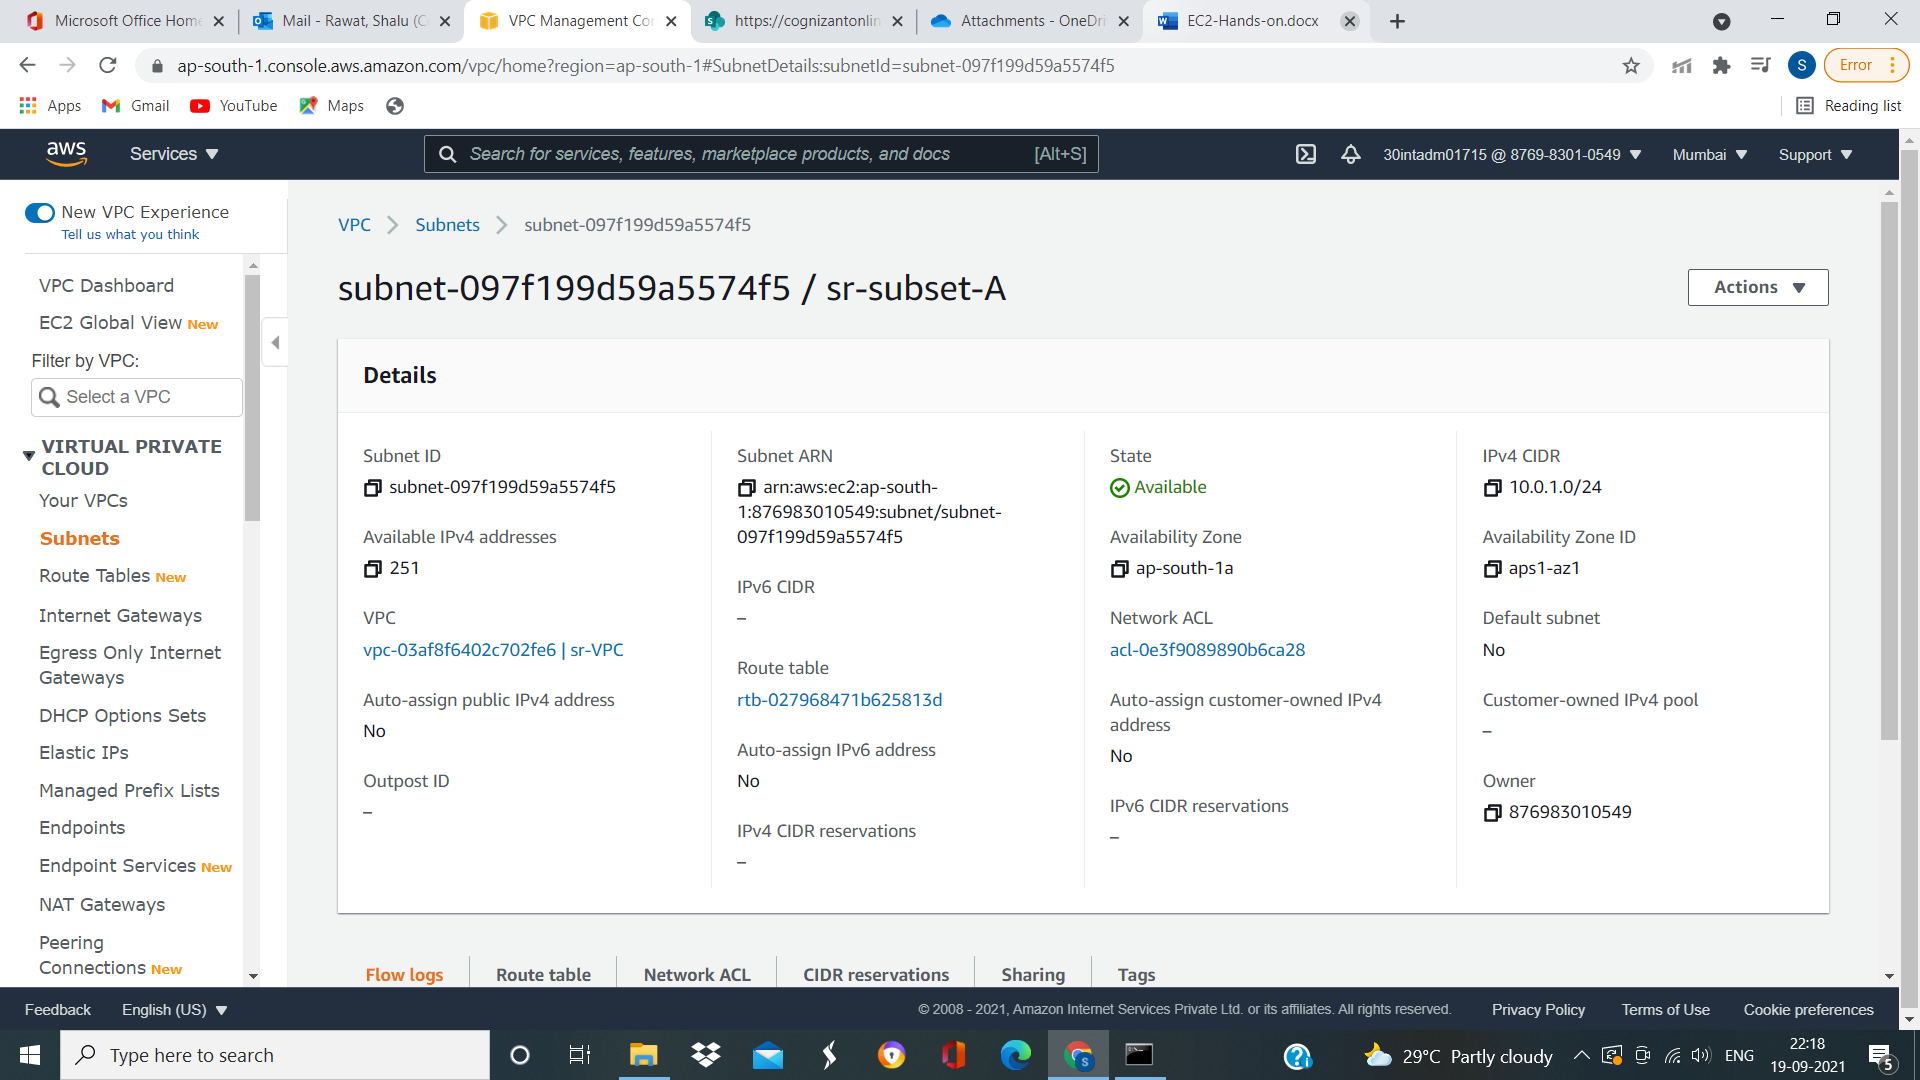 Microsoft Office Home
Mail - Rawat, Shalu (C
VPC Management Co
https://cognizantonlin
Attachments - OneDri
EC2-Hands-on.docx
ap-south-1.console.aws.amazon.com/vpc/home?region=ap-south-1#SubnetDetails:subnetId=subnet-097f199d59a5574f5
S
Error
Apps
Gmail
YouTube
Maps
Reading list
aws
Services
Search for services, features, marketplace products, and docs
[Alt+S]
30intadm01715 @ 8769-8301-0549
Mumbai
Support
New VPC Experience
Tell us what you think
VPC Dashboard
EC2 Global View New
Filter by VPC:
Select a VPC
VIRTUAL PRIVATE
CLOUD
Your VPCs
Subnets
Route Tables New
Internet Gateways
Egress Only Internet
Gateways
DHCP Options Sets
Elastic IPs
Managed Prefix Lists
Endpoints
Endpoint Services New
NAT Gateways
Peering
Connections New
VPC
Subnets
subnet-097f199d59a5574f5
subnet-097f199d59a5574f5 / sr-subset-A
Actions
Details
Subnet ID
subnet-097f199d59a5574f5
Available IPv4 addresses
251
VPC
vpc-03af8f6402c702fe6 | sr-VPC
Auto-assign public IPv4 address
No
Outpost ID
–
Subnet ARN
arn:aws:ec2:ap-south-
1:876983010549:subnet/subnet-
097f199d59a5574f5
IPv6 CIDR
–
Route table
rtb-027968471b625813d
Auto-assign IPv6 address
No
IPv4 CIDR reservations
–
State
Available
Availability Zone
ap-south-1a
Network ACL
acl-0e3f9089890b6ca28
Auto-assign customer-owned IPv4
address
No
IPv6 CIDR reservations
–
IPv4 CIDR
10.0.1.0/24
Availability Zone ID
aps1-az1
Default subnet
No
Customer-owned IPv4 pool
–
Owner
876983010549
Flow logs
Route table
Network ACL
CIDR reservations
Sharing
Tags
Feedback
English (US)
© 2008 - 2021, Amazon Internet Services Private Ltd. or its affiliates. All rights reserved.
Privacy Policy
Terms of Use
Cookie preferences
Type here to search
S
29°C Partly cloudy
ENG
22:18
19-09-2021
5